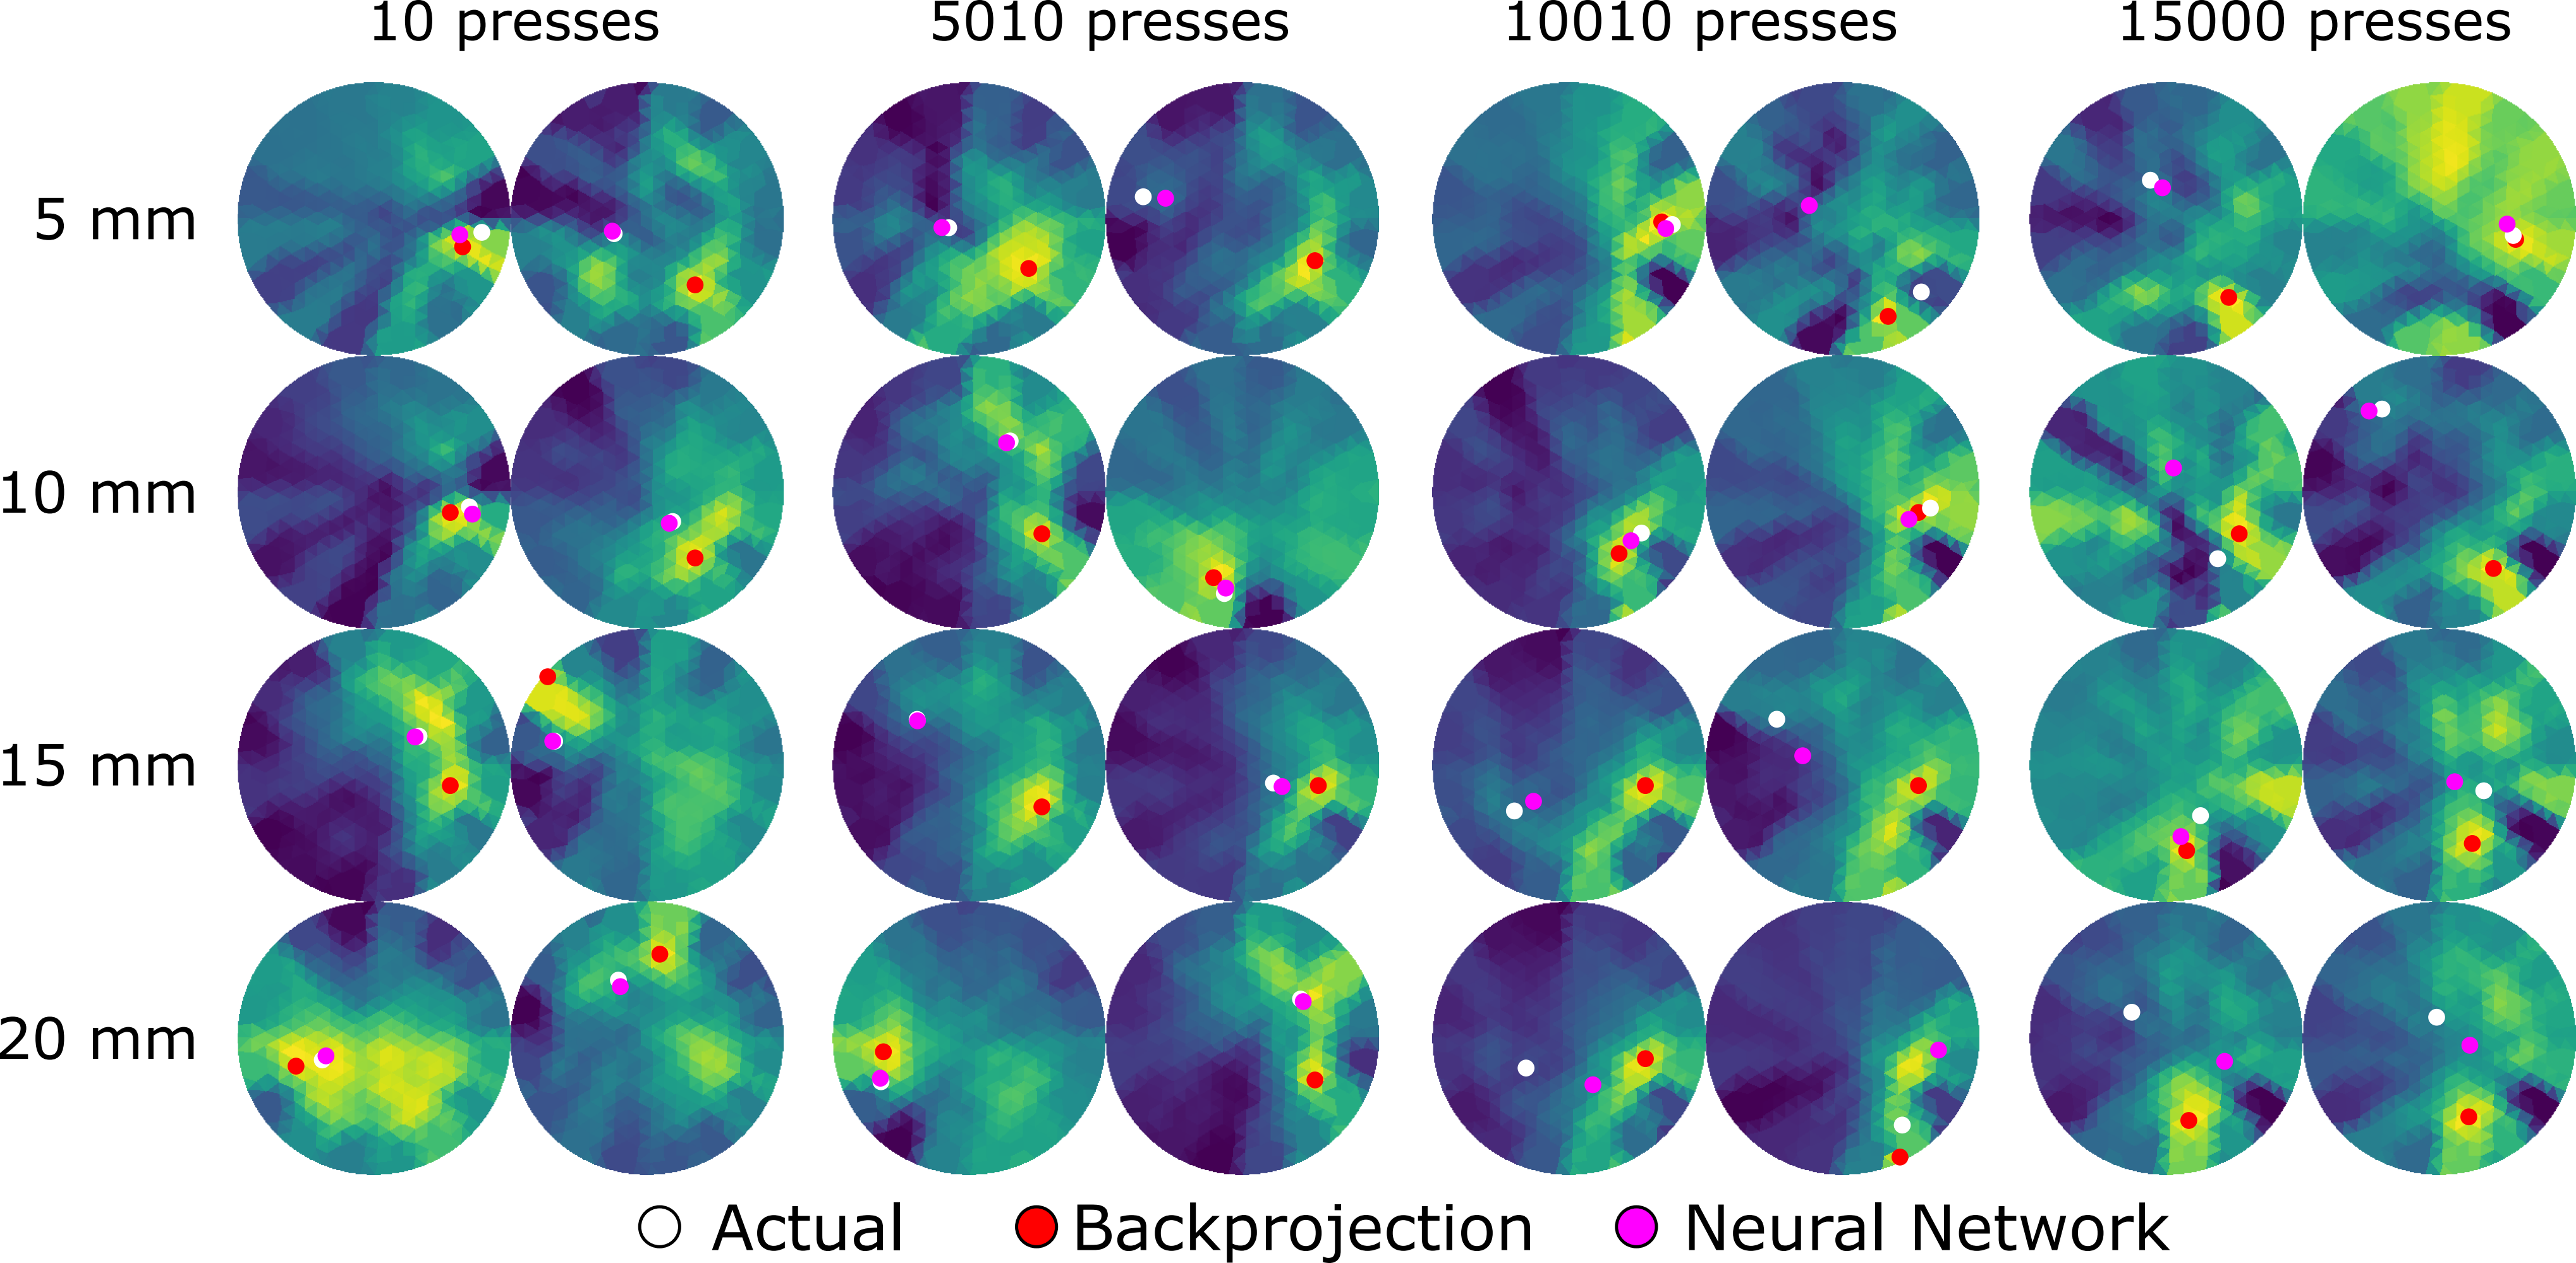 10 presses 5010 presses 10010 presses 15000 presses
5 mm
10 mm
15 mm
20 mm
Actual Backprojection Neural Network